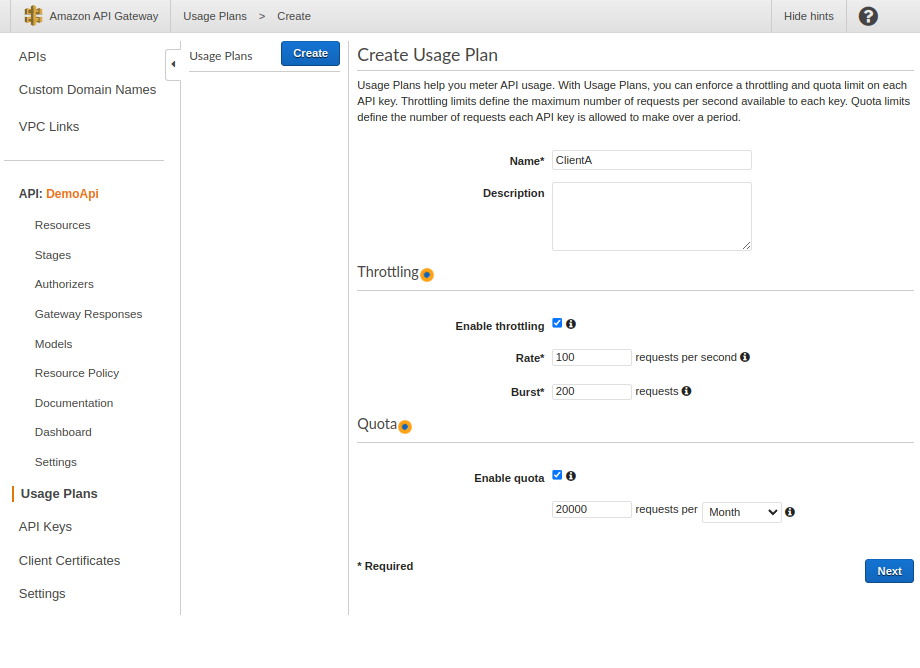 Amazon API Gateway
Usage Plans > Create
Hide hints
?
APIs
Custom Domain Names
VPC Links
API: DemoApi
Resources
Stages
Authorizers
Gateway Responses
Models
Resource Policy
Documentation
Dashboard
Settings
Usage Plans
API Keys
Client Certificates
Settings
Usage Plans
Create
Create Usage Plan
Usage Plans help you meter API usage. With Usage Plans, you can enforce a throttling and quota limit on each
API key. Throttling limits define the maximum number of requests per second available to each key. Quota limits
define the number of requests each API key is allowed to make over a period.
Name* ClientA
Description
Throttling
Enable throttling
Rate* 100 requests per second
Burst* 200 requests
Quota
Enable quota
20000 requests per Month
* Required
Next